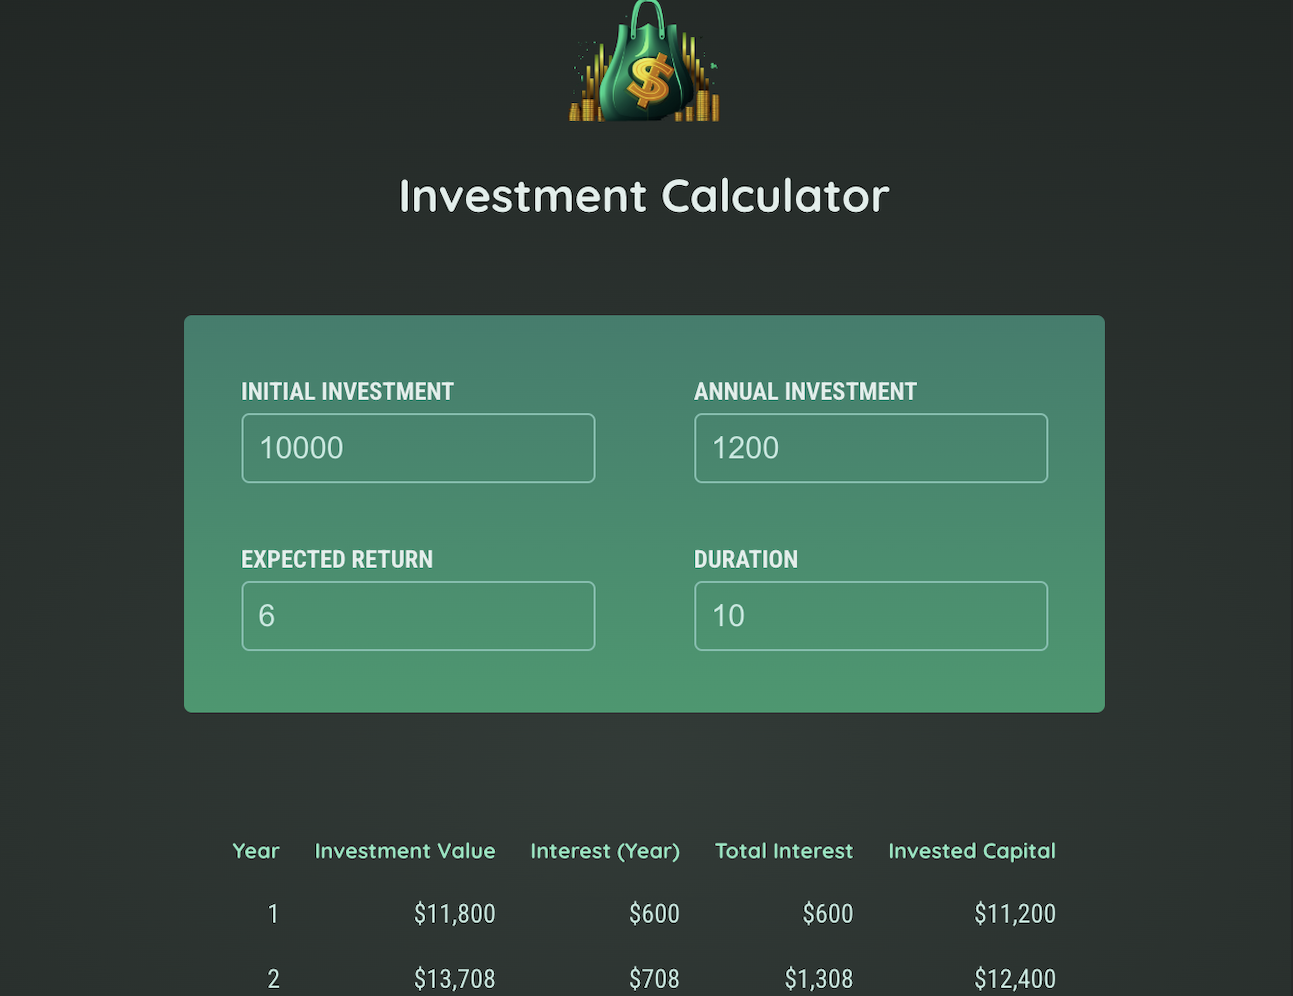 $
Investment Calculator
INITIAL INVESTMENT ANNUAL INVESTMENT
10000 1200
EXPECTED RETURN DURATION
6 10
Year Investment Value Interest (Year) Total Interest Invested Capital
1 $11,800 $600 $600 $11,200
2 $13,708 $708 $1,308 $12,400